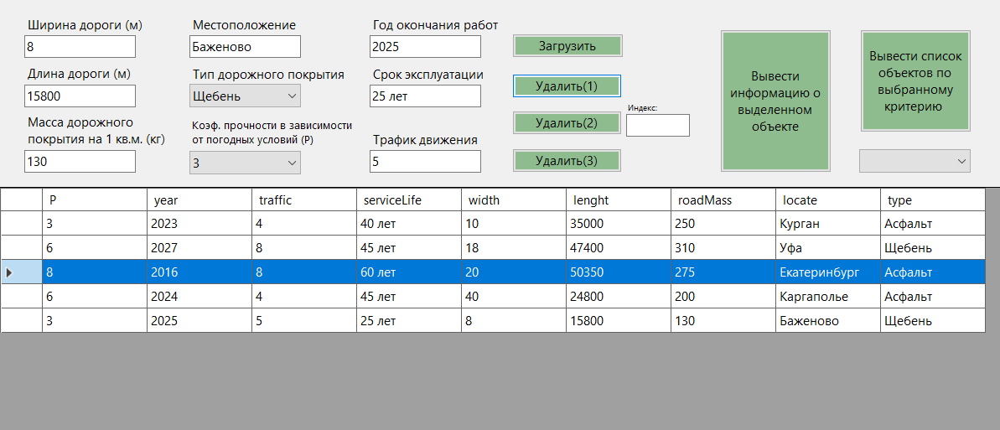 Ширина дороги (м)
8
Длина дороги (м)
15800
Масса дорожного
покрытия на 1 кв.м. (кг)
130
Местоположение
Баженово
Тип дорожного покрытия
Щебень
Коэф. прочности в зависимости
от погодных условий (P)
3
Год окончания работ
2025
Срок эксплуатации
25 лет
Трафик движения
5
Загрузить
Удалить(1)
Удалить(2)
Удалить(3)
Индекс:
Вывести
информацию о
выделенном
объекте
Вывести список
объектов по
выбранному
критерию
P year traffic serviceLife width lenght roadMass locate type
3 2023 4 40 лет 10 35000 250 Курган Асфальт
6 2027 8 45 лет 18 47400 310 Уфа Щебень
8 2016 8 60 лет 20 50350 275 Екатеринбург Асфальт
6 2024 4 45 лет 40 24800 200 Каргаполье Асфальт
3 2025 5 25 лет 8 15800 130 Баженово Щебень